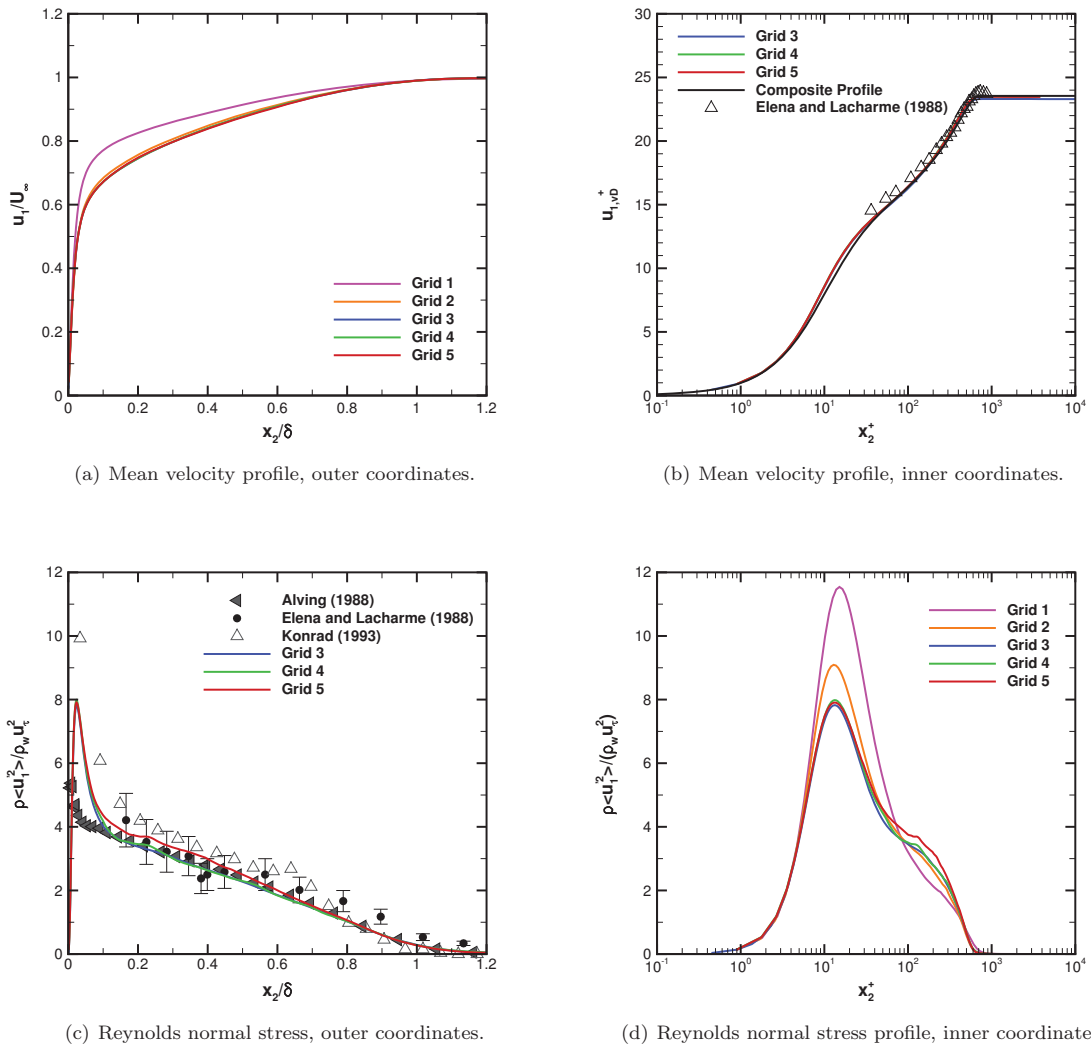 u₁/U∞
1.2
1
0.8
0.6
0.4
0.2
0
Grid 1
Grid 2
Grid 3
Grid 4
Grid 5
0 0.2 0.4 0.6 0.8 1 1.2
x₂/δ
(a) Mean velocity profile, outer coordinates.
u₁,vD⁺
30
25
20
15
10
5
0
Grid 3
Grid 4
Grid 5
Composite Profile
Elena and Lacharme (1988)
10⁻¹ 10⁰ 10¹ 10² 10³ 10⁴
x₂⁺
(b) Mean velocity profile, inner coordinates.
ρ<u₁'²>/ρwuτ²
12
10
8
6
4
2
0
Alving (1988)
Elena and Lacharme (1988)
Konrad (1993)
Grid 3
Grid 4
Grid 5
0 0.2 0.4 0.6 0.8 1 1.2
x₂/δ
(c) Reynolds normal stress, outer coordinates.
ρ<u₁'²>/(ρwuτ²)
12
10
8
6
4
2
0
Grid 1
Grid 2
Grid 3
Grid 4
Grid 5
10⁻¹ 10⁰ 10¹ 10² 10³ 10⁴
x₂⁺
(d) Reynolds normal stress profile, inner coordinate